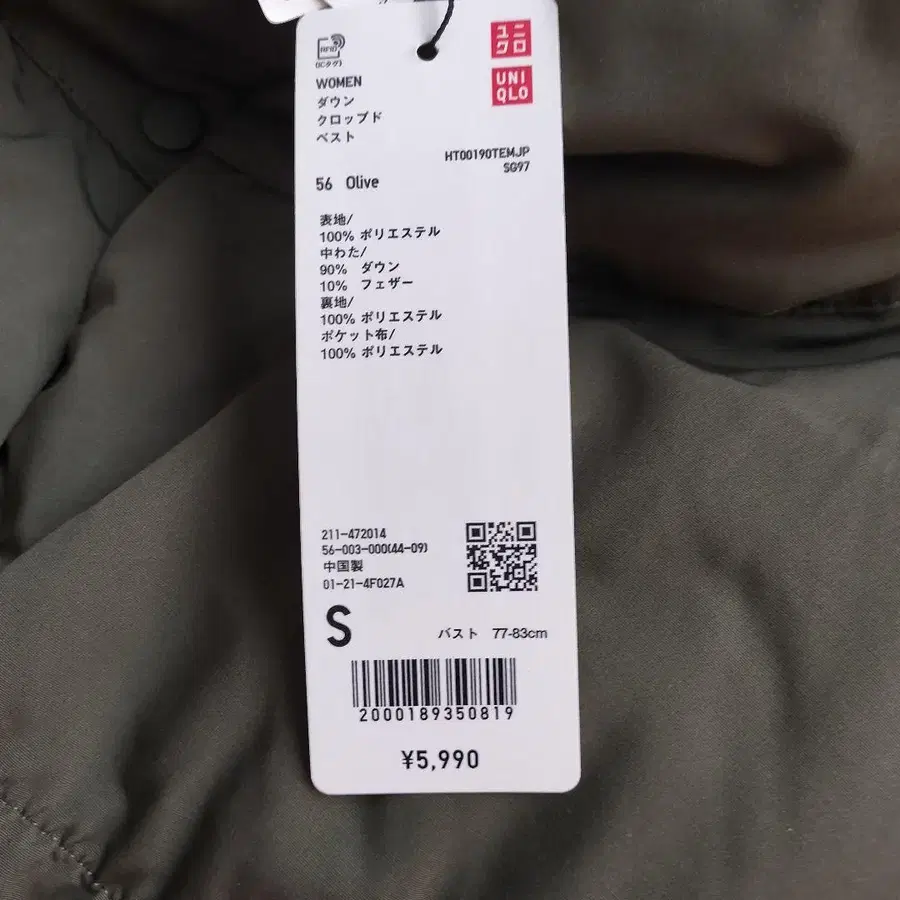 RFID
(ICタグ)
ユニ
クロ
UNI
QLO
WOMEN
ダウン
クロップド
ベスト
HT00190TEMJP
SG97
56 Olive
表地/
100% ポリエステル
中わた/
90% ダウン
10% フェザー
裏地/
100% ポリエステル
ポケット布/
100% ポリエステル
211-472014
56-003-000(44-09)
中国製
01-21-4F027A
S
バスト 77-83cm
2000189350819
¥5,990